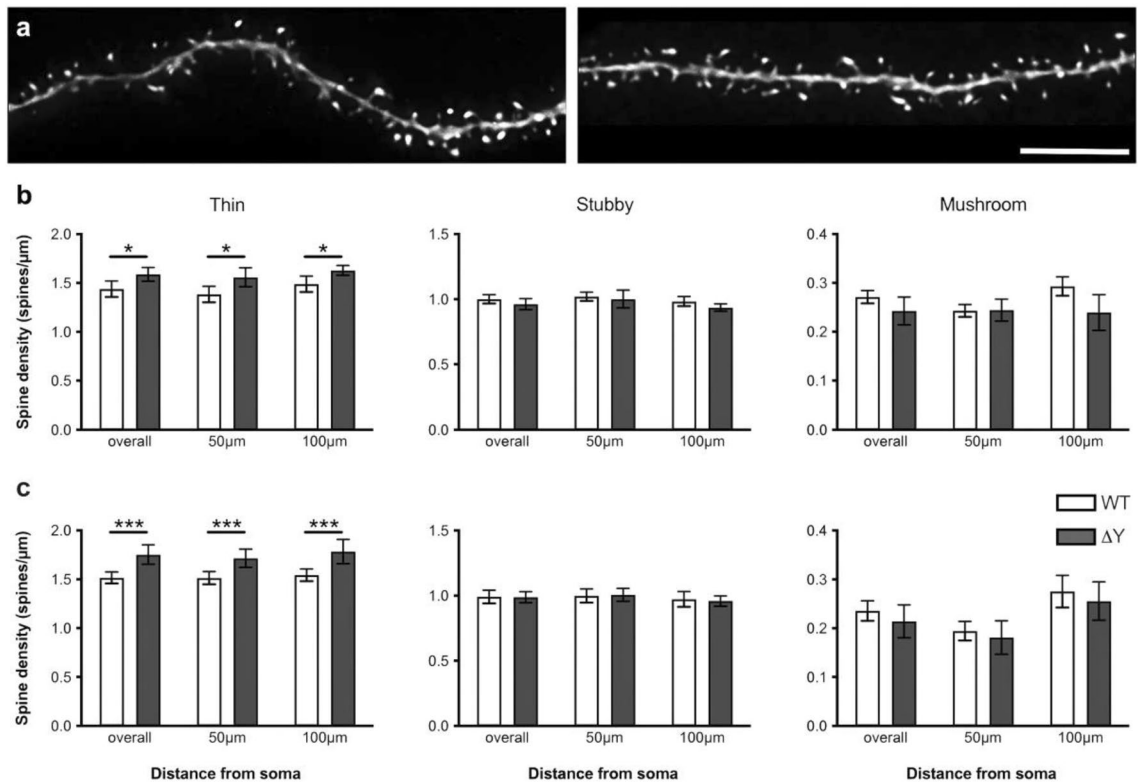 a
b
Thin
Stubby
Mushroom
Spine density (spines/µm)
2.0
1.5
1.0
0.5
0.0
* * *
overall 50µm 100µm
1.5
1.0
0.5
0.0
overall 50µm 100µm
0.4
0.3
0.2
0.1
0.0
overall 50µm 100µm
c
WT
ΔY
Spine density (spines/µm)
2.0
1.5
1.0
0.5
0.0
*** *** ***
overall 50µm 100µm
1.5
1.0
0.5
0.0
overall 50µm 100µm
0.4
0.3
0.2
0.1
0.0
overall 50µm 100µm
Distance from soma
Distance from soma
Distance from soma